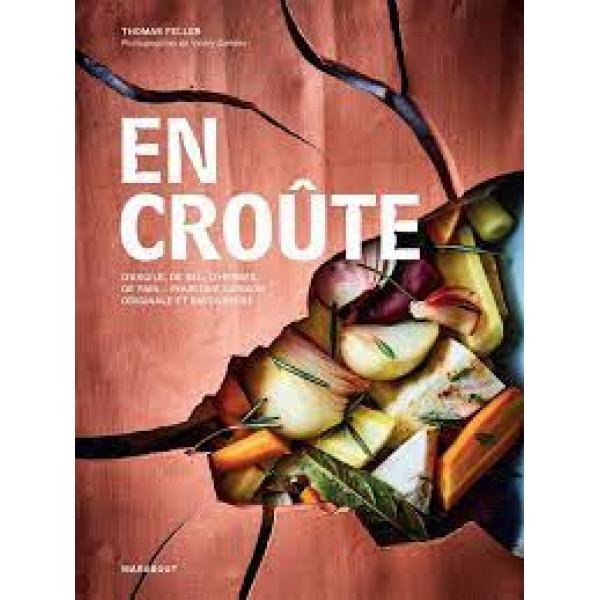 THOMAS FELLER
Photographies de Valéry Guedes
EN
CROÛTE
D'ARGILE, DE SEL, D'HERBES,
DE PAIN... POUR UNE CUISSON
ORIGINALE ET
MARABOUT